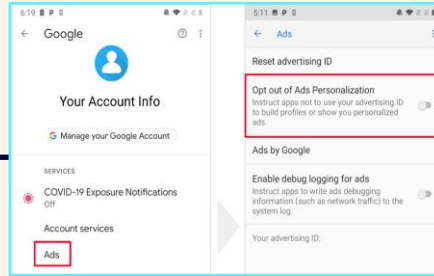 6:19
Google
Your Account Info
G Manage your Google Account
SERVICES
COVID-19 Exposure Notifications
Off
Account services
Ads
5:11
Ads
Reset advertising ID
Opt out of Ads Personalization
Instruct apps not to use your advertising ID
to build profiles or show you personalized
ads.
Ads by Google
Enable debug logging for ads
Instruct apps to write ads debugging
information (such as network traffic) to the
system log.
Your advertising ID: